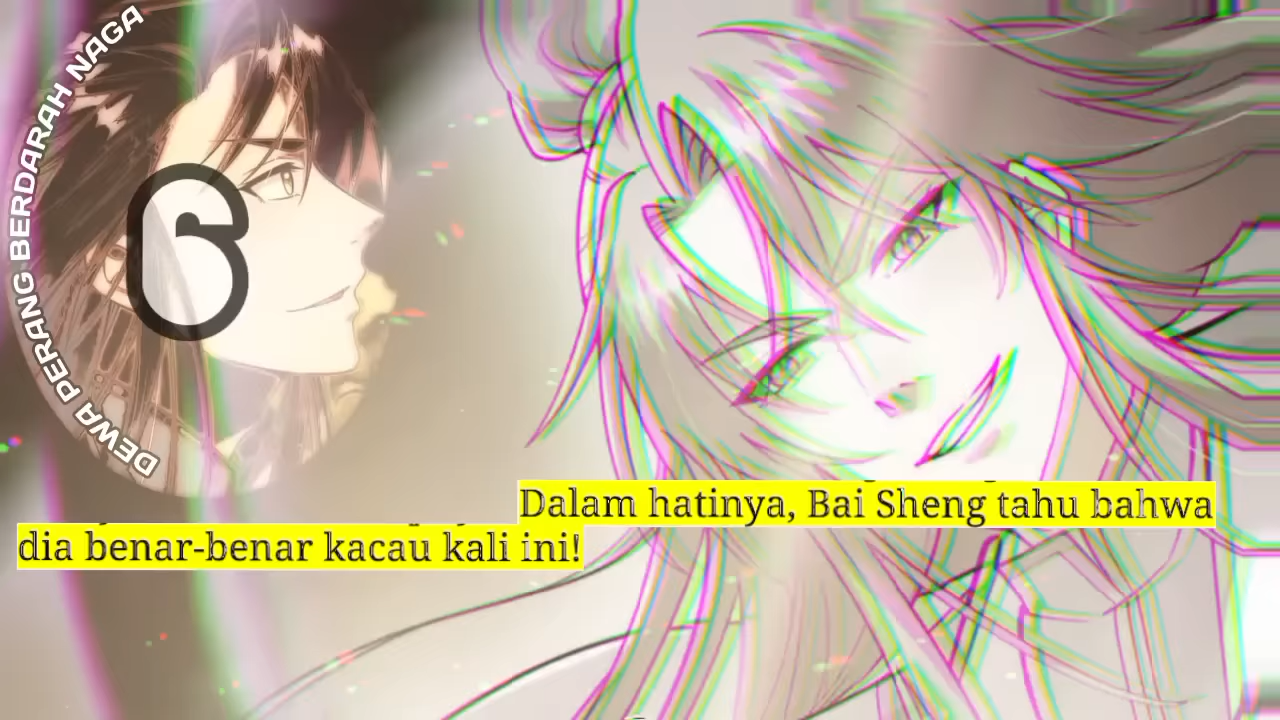 DEWA PERANG BERDARAH NAGA
6
Dalam hatinya, Bai Sheng tahu bahwa
dia benar-benar kacau kali ini!